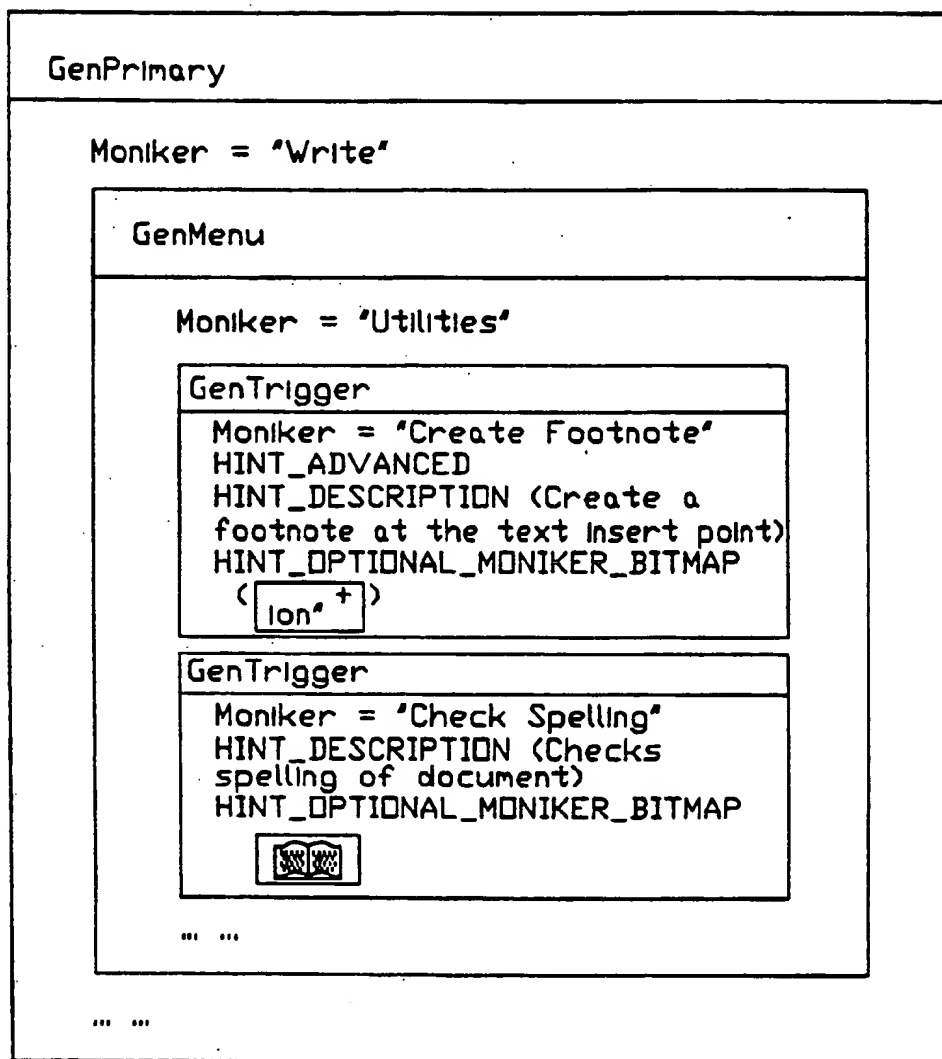 GenPrimary
Moniker = "Write"
GenMenu
Moniker = "Utilities"
GenTrigger
Moniker = "Create Footnote"
HINT_ADVANCED
HINT_DESCRIPTION (Create a
footnote at the text insert point)
HINT_OPTIONAL_MONIKER_BITMAP
( ion" + )
GenTrigger
Moniker = "Check Spelling"
HINT_DESCRIPTION (Checks
spelling of document)
HINT_OPTIONAL_MONIKER_BITMAP
... ...
... ...